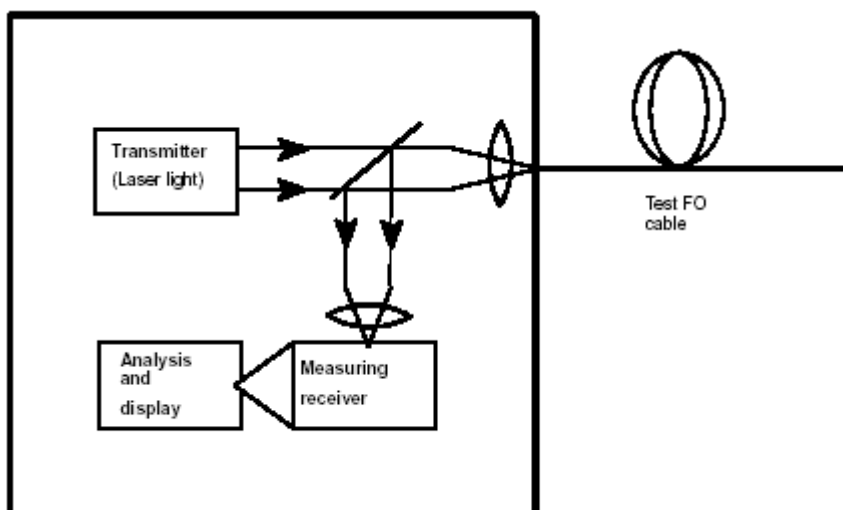 Transmitter
(Laser light)
Test FO
cable
Analysis
and
display
Measuring
receiver